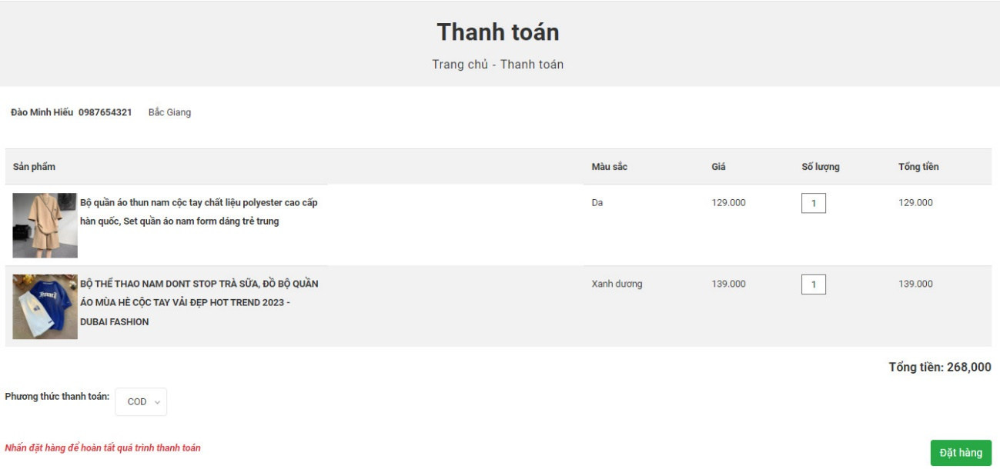 Thanh toán
Trang chủ - Thanh toán
Đào Minh Hiếu 0987654321 Bắc Giang
Sản phẩm Màu sắc Giá Số lượng Tổng tiền
Bộ quần áo thun nam cộc tay chất liệu polyester cao cấp Da 129.000 1 129.000
hàn quốc, Set quần áo nam form dáng trẻ trung
BỘ THỂ THAO NAM DONT STOP TRÀ SỮA, ĐỒ BỘ QUẦN Xanh dương 139.000 1 139.000
ÁO MÙA HÈ CỘC TAY VẢI ĐẸP HOT TREND 2023 -
DUBAI FASHION
Tổng tiền: 268,000
Phương thức thanh toán: COD
Nhấn đặt hàng để hoàn tất quá trình thanh toán
Đặt hàng